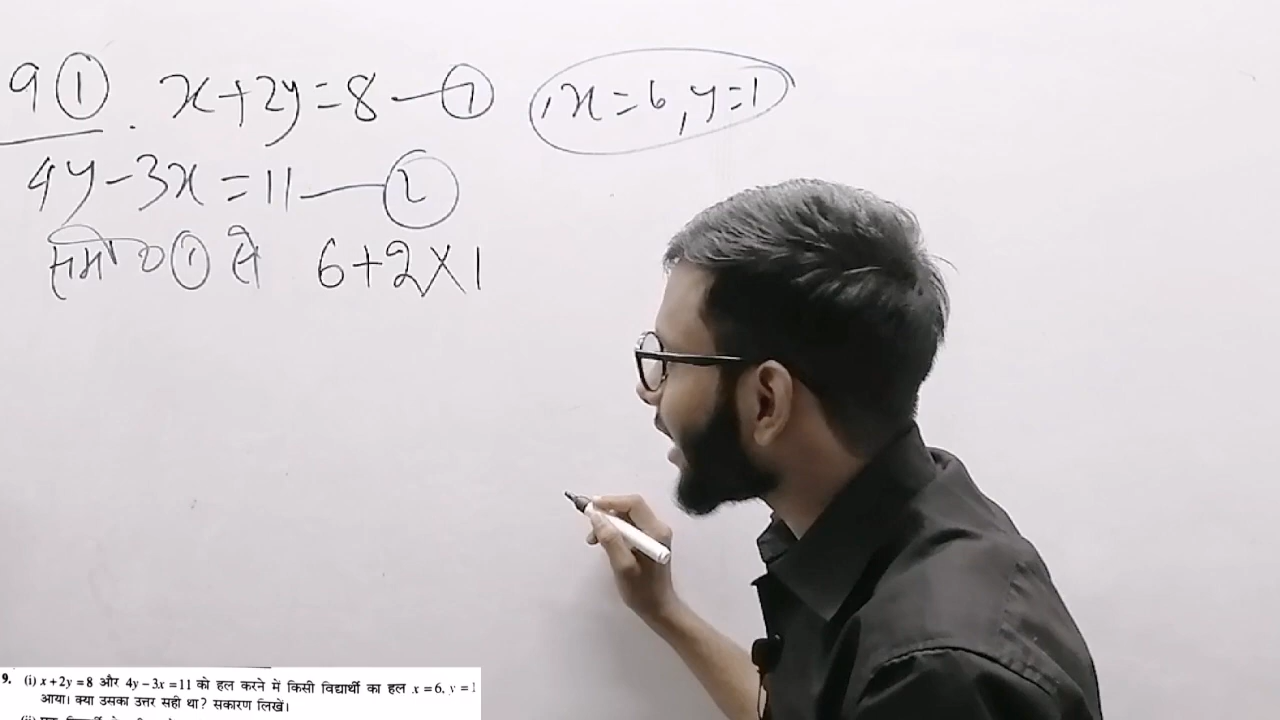 9 ① x+2y=8 — ① , x=6, y=1
4y-3x=11 — ②
समी० ① से 6+2×1
9. (i) x+2y=8 और 4y-3x=11 को हल करने में किसी विद्यार्थी का हल x=6, y=1
आया। क्या उसका उत्तर सही था? सकारण लिखें।